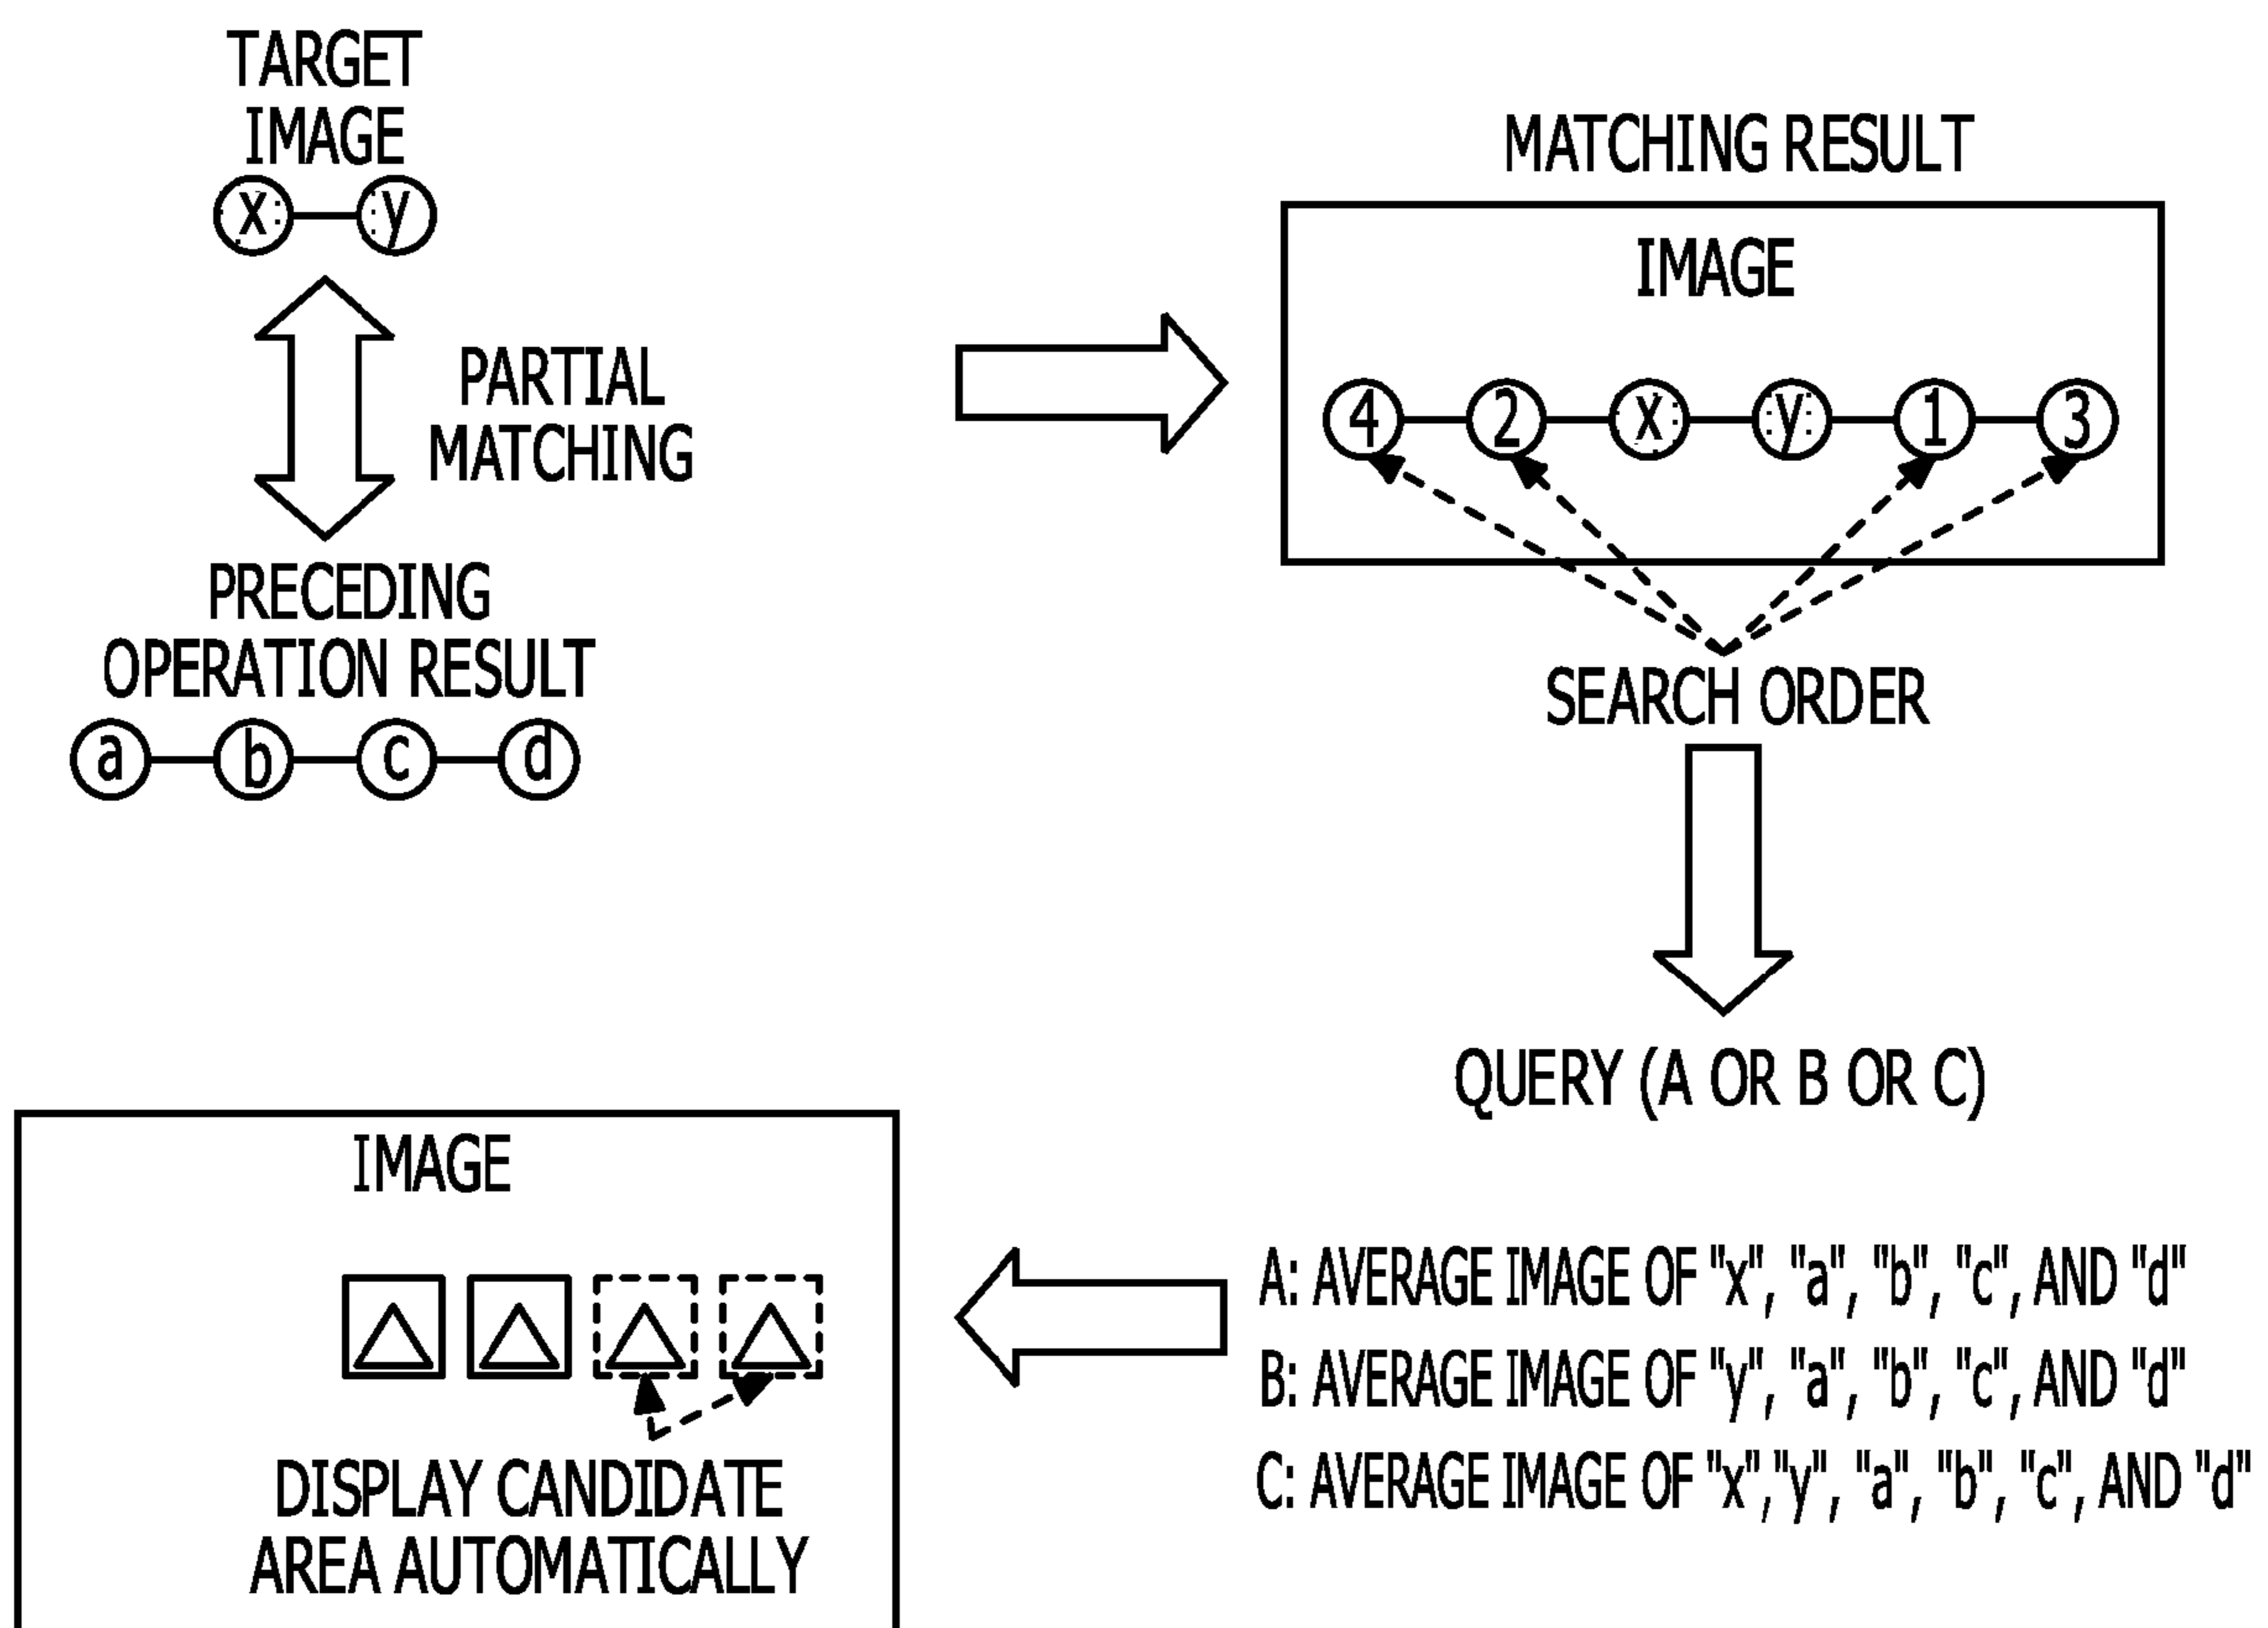 TARGET
IMAGE
x y
PARTIAL
MATCHING
PRECEDING
OPERATION RESULT
a b c d
MATCHING RESULT
IMAGE
4 2 x y 1 3
SEARCH ORDER
QUERY (A OR B OR C)
A: AVERAGE IMAGE OF "x", "a", "b", "c", AND "d"
B: AVERAGE IMAGE OF "y", "a", "b", "c", AND "d"
C: AVERAGE IMAGE OF "x","y", "a", "b", "c", AND "d"
IMAGE
DISPLAY CANDIDATE
AREA AUTOMATICALLY